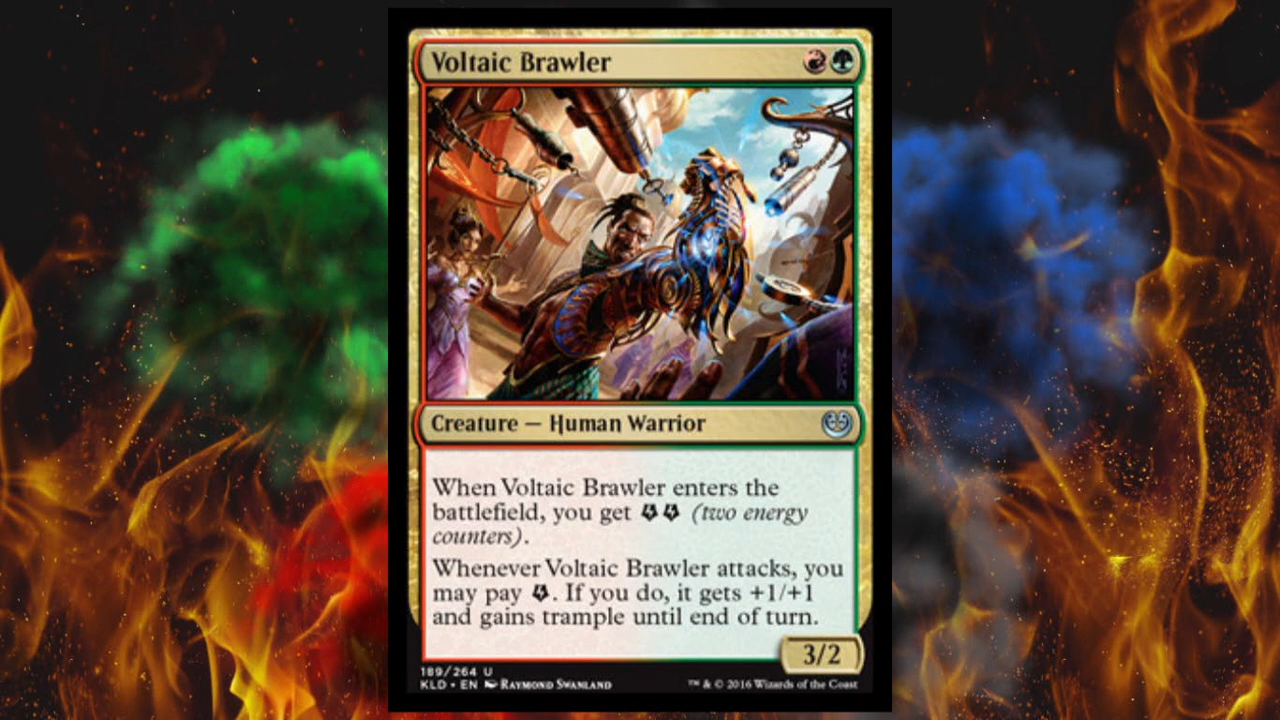 Voltaic Brawler
Creature — Human Warrior
When Voltaic Brawler enters the
battlefield, you get (two energy
counters).
Whenever Voltaic Brawler attacks, you
may pay . If you do, it gets +1/+1
and gains trample until end of turn.
3/2
189/264 U
KLD • EN Raymond Swanland
™ & © 2016 Wizards of the Coast